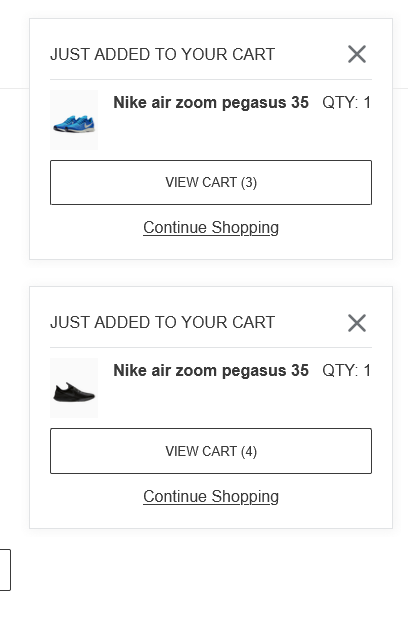 JUST ADDED TO YOUR CART
Nike air zoom pegasus 35 QTY: 1
VIEW CART (3)
Continue Shopping
JUST ADDED TO YOUR CART
Nike air zoom pegasus 35 QTY: 1
VIEW CART (4)
Continue Shopping